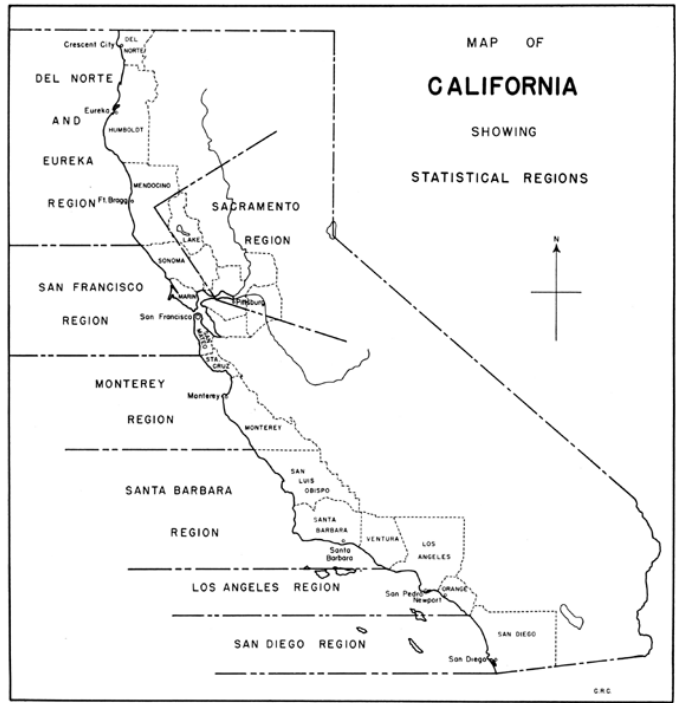 MAP OF
CALIFORNIA
SHOWING
STATISTICAL REGIONS
N
DEL NORTE
AND
EUREKA
REGION
SAN FRANCISCO
REGION
MONTEREY
REGION
SANTA BARBARA
REGION
LOS ANGELES REGION
SAN DIEGO REGION
SACRAMENTO
REGION
Crescent City
DEL
NORTE
Eureka
HUMBOLDT
MENDOCINO
Ft. Bragg
LAKE
SONOMA
MARIN
Pittsburg
San Francisco
SAN
MATEO
STA.
CRUZ
Monterey
MONTEREY
SAN
LUIS
OBISPO
SANTA
BARBARA
Santa
Barbara
VENTURA
LOS
ANGELES
San Pedro
ORANGE
Newport
SAN DIEGO
San Diego
G.R.C.